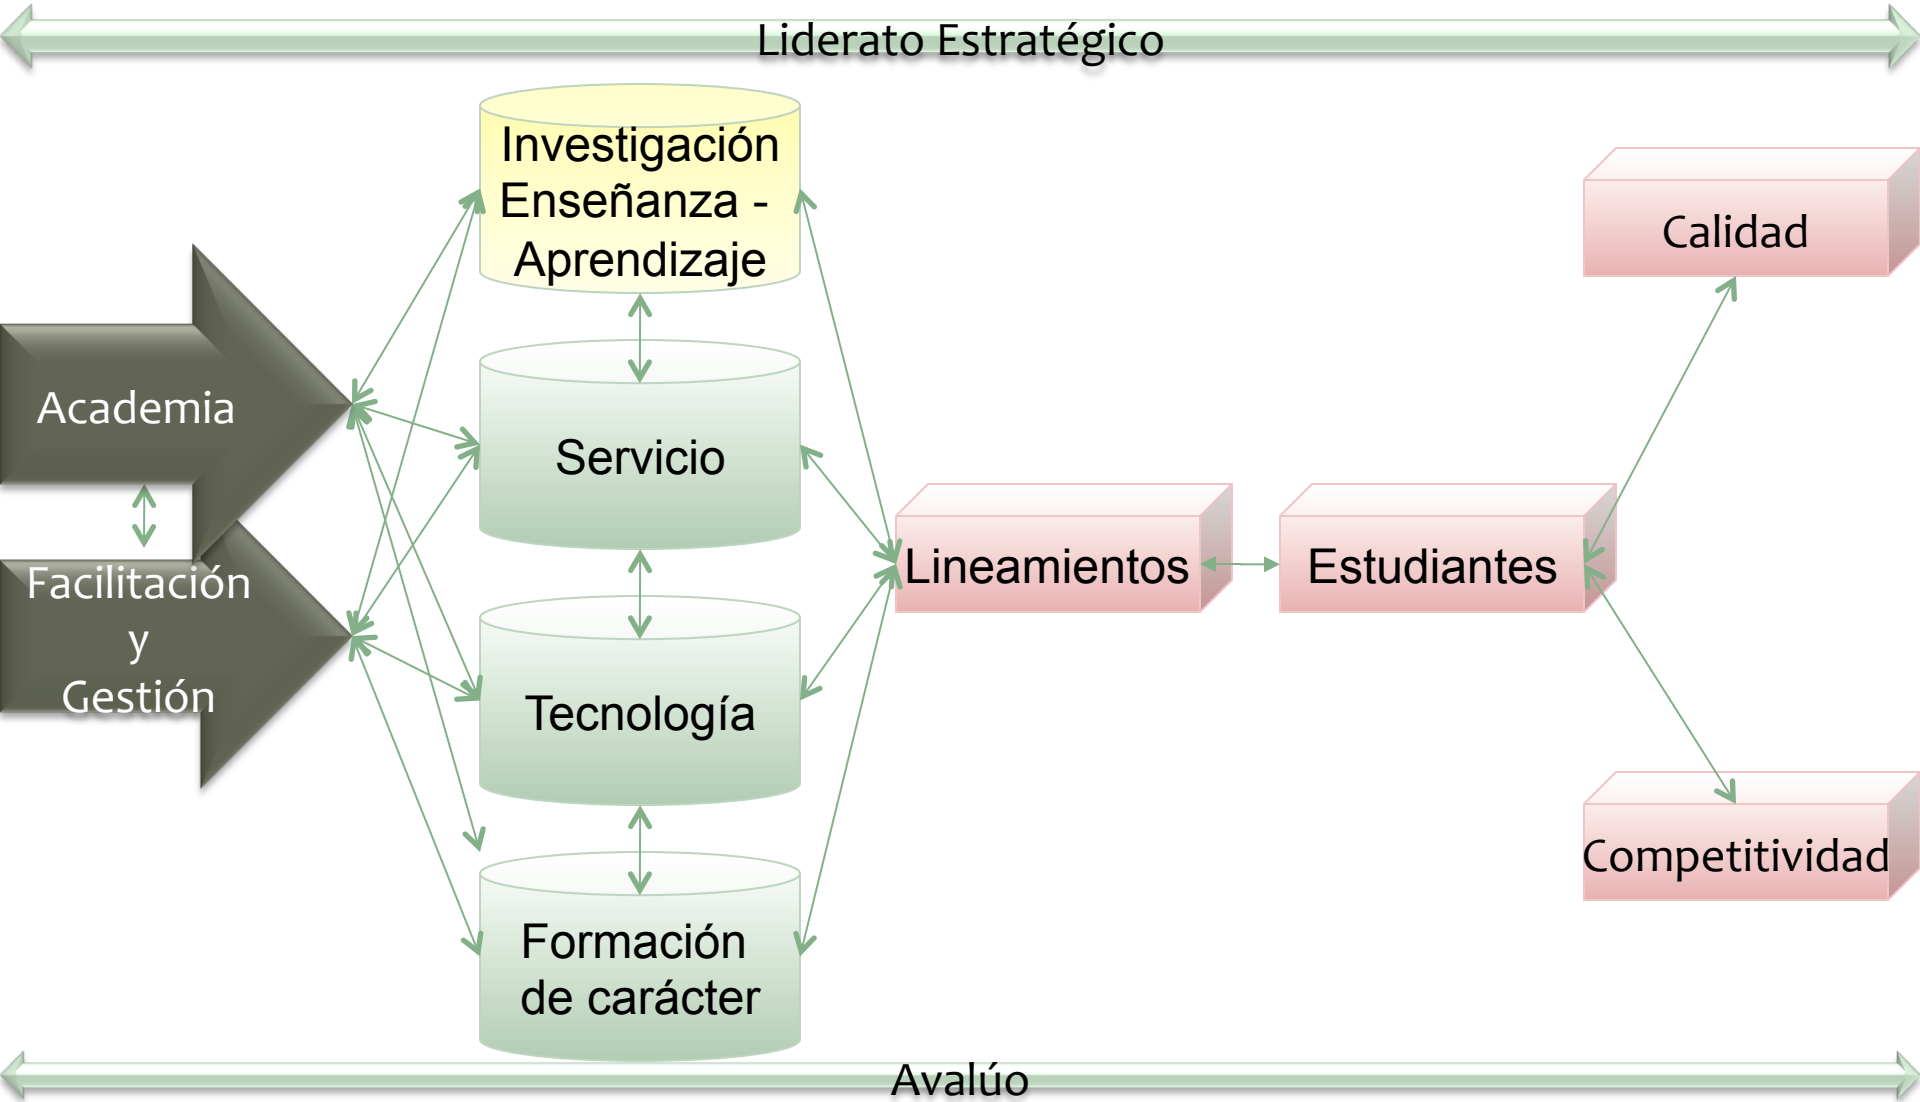 Liderato Estratégico
Investigación
Enseñanza -
Aprendizaje
Calidad
Academia
Servicio
Lineamientos
Estudiantes
Facilitación
y
Gestión
Tecnología
Competitividad
Formación
de carácter
Avalúo